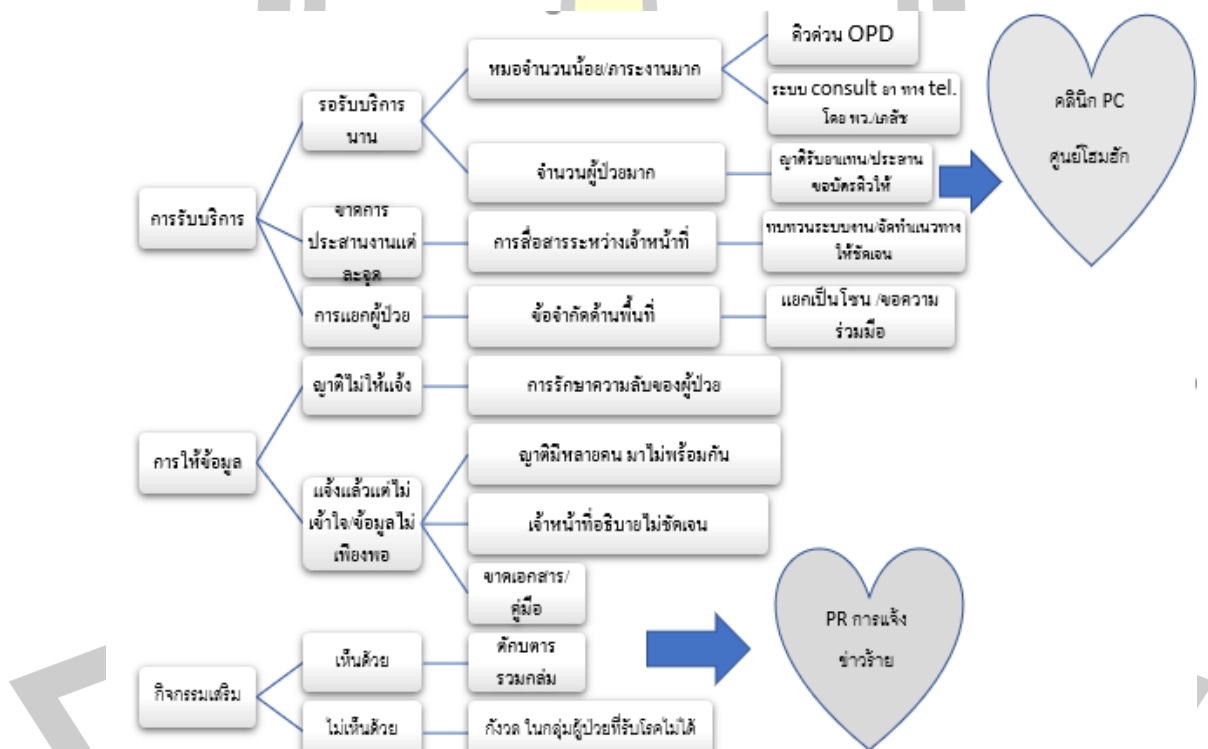 การรับบริการ
รอรับบริการ
นาน
หมอจำนวนน้อย/ภาระงานมาก
คิวด่วน OPD
ระบบ consult ยา ทาง tel.
โดย พว./เภสัช
จำนวนผู้ป่วยมาก
ญาติรับยาแทน/ประสาน
ขอบัตรคิวให้
ขาดการ
ประสานงานแต่
ละจุด
การสื่อสารระหว่างเจ้าหน้าที่
ทบทวนระบบงาน/จัดทำแนวทาง
ให้ชัดเจน
การแยกผู้ป่วย
ข้อจำกัดด้านพื้นที่
แยกเป็นโซน /ขอความ
ร่วมมือ
คลินิก PC
ศูนย์โฮมฮัก
การให้ข้อมูล
ญาติไม่ให้แจ้ง
การรักษาความลับของผู้ป่วย
แจ้งแล้วแต่ไม่
เข้าใจ/ข้อมูลไม่
เพียงพอ
ญาติมีหลายคน มาไม่พร้อมกัน
เจ้าหน้าที่อธิบายไม่ชัดเจน
ขาดเอกสาร/
คู่มือ
PR การแจ้ง
ข่าวร้าย
กิจกรรมเสริม
เห็นด้วย
ตักบตาร
รวมกล่ม
ไม่เห็นด้วย
กังวล ในกลุ่มผู้ป่วยที่รับโรคไม่ได้